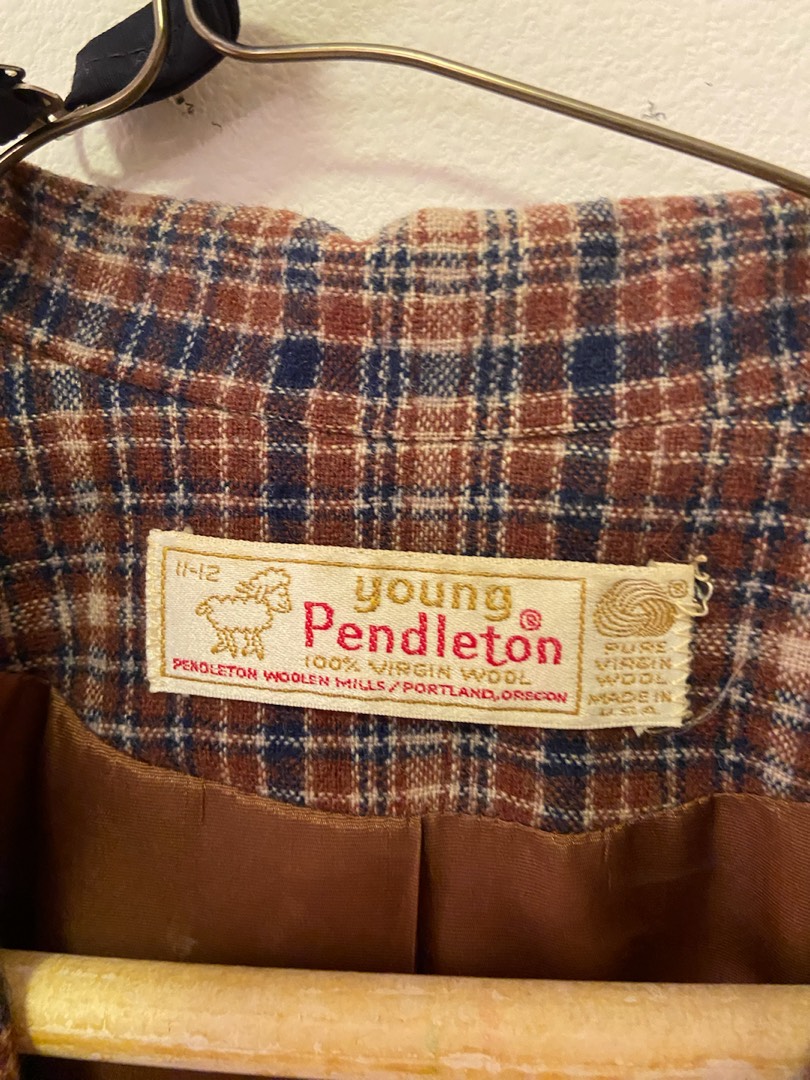 11-12
young
Pendleton®
100% VIRGIN WOOL
PENDLETON WOOLEN MILLS/PORTLAND, OREGON
®
PURE
VIRGIN
WOOL
MADE IN
U.S.A.